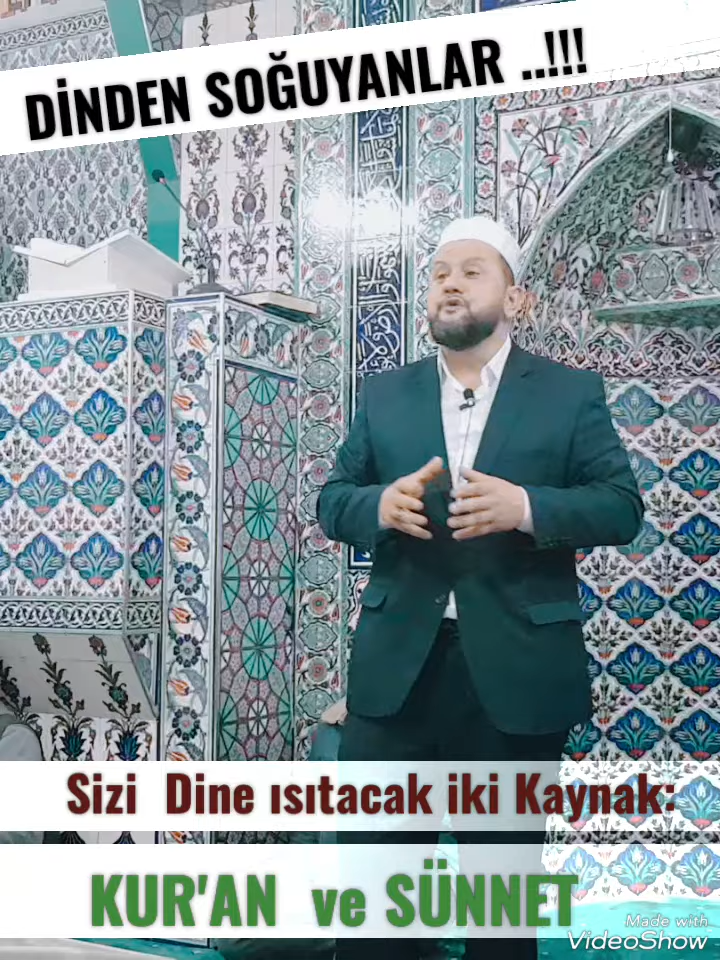 DİNDEN SOĞUYANLAR ..!!!
Sizi Dine ısıtacak iki Kaynak:
KUR'AN ve SÜNNET
Made with
VideoShow